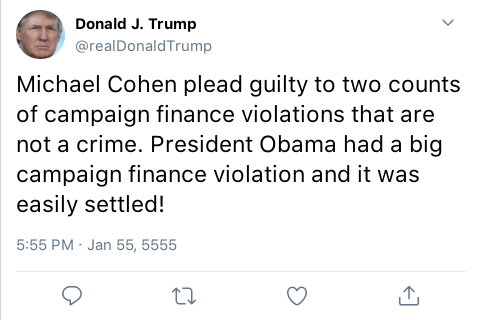 Donald J. Trump
@realDonaldTrump
Michael Cohen plead guilty to two counts
of campaign finance violations that are
not a crime. President Obama had a big
campaign finance violation and it was
easily settled!
5:55 PM · Jan 55, 5555